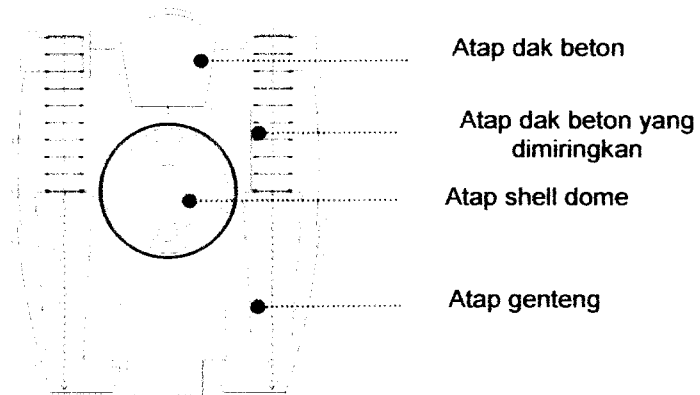 Atap dak beton
Atap dak beton yang
dimiringkan
Atap shell dome
Atap genteng